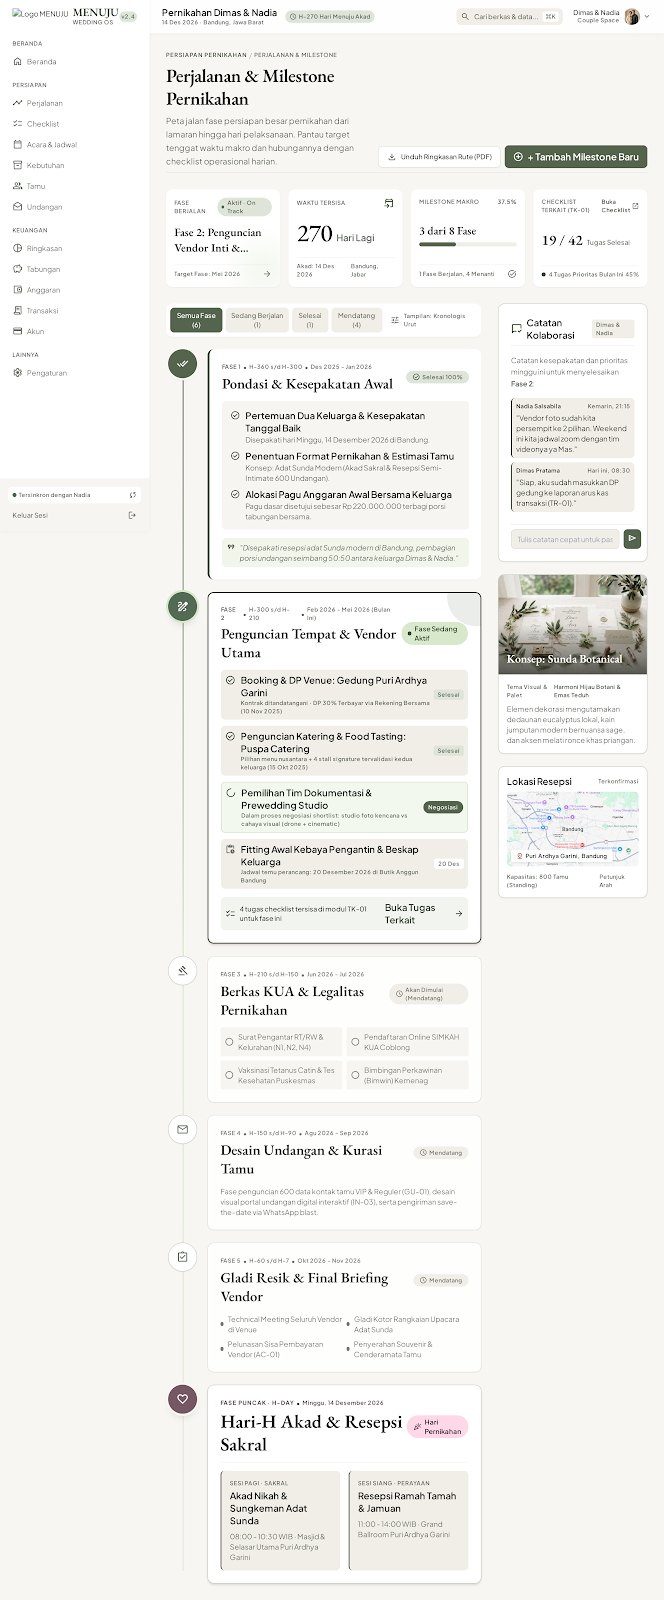 Logo MENUJU
MENUJU
WEDDING OS
v2.4
BERANDA
Beranda
PERSIAPAN
Perjalanan
Checklist
Acara & Jadwal
Kebutuhan
Tamu
Undangan
KEUANGAN
Ringkasan
Tabungan
Anggaran
Transaksi
Akun
LAINNYA
Pengaturan
Tersinkron dengan Nadia
Keluar Sesi
Pernikahan Dimas & Nadia
14 Des 2026 · Bandung, Jawa Barat
H-270 Hari Menuju Akad
Cari berkas & data...
⌘K
Dimas & Nadia
Couple Space
PERSIAPAN PERNIKAHAN / PERJALANAN & MILESTONE
Perjalanan & Milestone
Pernikahan
Peta jalan fase persiapan besar pernikahan dari
lamaran hingga hari pelaksanaan. Pantau target
tenggat waktu makro dan hubungannya dengan
checklist operasional harian.
Unduh Ringkasan Rute (PDF)
+ Tambah Milestone Baru
FASE
BERJALAN
Aktif · On
Track
Fase 2: Penguncian
Vendor Inti &...
Target Fase: Mei 2026
WAKTU TERSISA
270 Hari Lagi
Akad: 14 Des
2026
Bandung,
Jabar
MILESTONE MAKRO
37.5%
3 dari 8 Fase
1 Fase Berjalan, 4 Menanti
CHECKLIST
TERKAIT (TK-01)
Buka
Checklist
19 / 42 Tugas Selesai
4 Tugas Prioritas Bulan Ini
45%
Semua Fase
(6)
Sedang Berjalan
(1)
Selesai
(1)
Mendatang
(4)
Tampilan: Kronologis
Urut
FASE 1 • H-360 s/d H-300 • Des 2025 - Jan 2026
Pondasi & Kesepakatan Awal
Selesai 100%
Pertemuan Dua Keluarga & Kesepakatan
Tanggal Baik
Disepakati hari Minggu, 14 Desember 2026 di Bandung.
Penentuan Format Pernikahan & Estimasi Tamu
Konsep: Adat Sunda Modern (Akad Sakral & Resepsi Semi-
Intimate 600 Undangan).
Alokasi Pagu Anggaran Awal Bersama Keluarga
Pagu dasar disetujui sebesar Rp 220.000.000 terbagi porsi
tabungan bersama.
"Disepakati resepsi adat Sunda modern di Bandung, pembagian
porsi undangan seimbang 50:50 antara keluarga Dimas & Nadia."
FASE
2
• H-300 s/d H-
210
• Feb 2026 - Mei 2026 (Bulan
Ini)
Penguncian Tempat & Vendor
Utama
Fase Sedang
Aktif
Booking & DP Venue: Gedung Puri Ardhya
Garini
Kontrak ditandatangani · DP 30% Terbayar via Rekening Bersama
(10 Nov 2025)
Selesai
Penguncian Katering & Food Tasting:
Puspa Catering
Pilihan menu nusantara + 4 stall signature tervalidasi kedua
keluarga (15 Okt 2025)
Selesai
Pemilihan Tim Dokumentasi &
Prewedding Studio
Dalam proses negosiasi shortlist: studio foto kencana vs
cahaya visual (drone + cinematic)
Negosiasi
Fitting Awal Kebaya Pengantin & Beskap
Keluarga
Jadwal temu perancang: 20 Desember 2026 di Butik Anggun
Bandung
20 Des
4 tugas checklist tersisa di modul TK-01
untuk fase ini
Buka Tugas
Terkait
FASE 3 • H-210 s/d H-150 • Jun 2026 - Jul 2026
Berkas KUA & Legalitas
Pernikahan
Akan Dimulai
(Mendatang)
Surat Pengantar RT/RW &
Kelurahan (N1, N2, N4)
Pendaftaran Online SIMKAH
KUA Coblong
Vaksinasi Tetanus Catin & Tes
Kesehatan Puskesmas
Bimbingan Perkawinan
(Bimwin) Kemenag
FASE 4 • H-150 s/d H-90 • Agu 2026 - Sep 2026
Desain Undangan & Kurasi
Tamu
Mendatang
Fase penguncian 600 data kontak tamu VIP & Reguler (GU-01), desain
visual portal undangan digital interaktif (IN-03), serta pengiriman save-
the-date via WhatsApp blast.
FASE 5 • H-60 s/d H-7 • Okt 2026 - Nov 2026
Gladi Resik & Final Briefing
Vendor
Mendatang
Technical Meeting Seluruh Vendor
di Venue
Gladi Kotor Rangkaian Upacara
Adat Sunda
Pelunasan Sisa Pembayaran
Vendor (AC-01)
Penyerahan Souvenir &
Cenderamata Tamu
FASE PUNCAK · H-DAY • Minggu, 14 Desember 2026
Hari-H Akad & Resepsi
Sakral
Hari
Pernikahan
SESI PAGI · SAKRAL
Akad Nikah &
Sungkeman Adat
Sunda
08:00 - 10:30 WIB · Masjid &
Selasar Utama Puri Ardhya
Garini
SESI SIANG · PERAYAAN
Resepsi Ramah Tamah
& Jamuan
11:00 - 14:00 WIB · Grand
Ballroom Puri Ardhya Garini
Catatan
Kolaborasi
Dimas &
Nadia
Catatan kesepakatan dan prioritas
minggu ini untuk menyelesaikan
Fase 2:
Nadia Salsabila
Kemarin, 21:15
"Vendor foto sudah kita
persempit ke 2 pilihan. Weekend
ini kita jadwal zoom dengan tim
videonya ya Mas."
Dimas Pratama
Hari ini, 08:30
"Siap, aku sudah masukkan DP
gedung ke laporan arus kas
transaksi (TR-01)."
Tulis catatan cepat untuk pas
Konsep: Sunda Botanical
Tema Visual &
Palet
Harmoni Hijau Botani &
Emas Teduh
Elemen dekorasi mengutamakan
dedaunan eucalyptus lokal, kain
jumputan modern bernuansa sage,
dan aksen melati ronce khas priangan.
Lokasi Resepsi
Terkonfirmasi
Bandung
Puri Ardhya Garini, Bandung
Kapasitas: 800 Tamu
(Standing)
Petunjuk
Arah